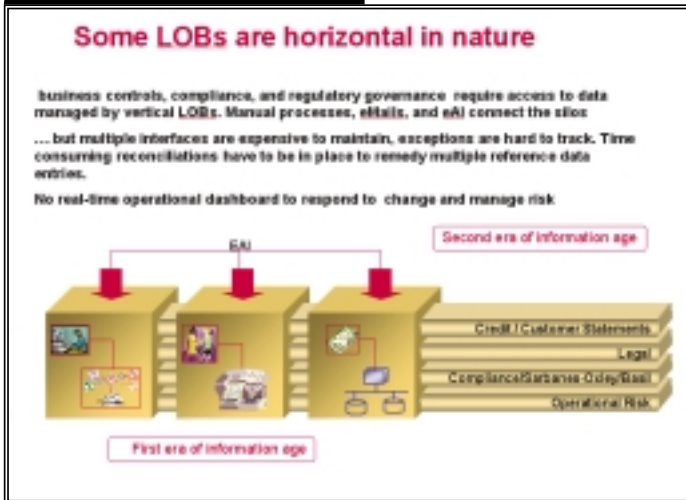 Some LOBs are horizontal in nature
business controls, compliance, and regulatory governance require access to data
managed by vertical LOBs. Manual processes, eMails, and eAI connect the silos
... but multiple interfaces are expensive to maintain, exceptions are hard to track. Time
consuming reconciliations have to be in place to remedy multiple reference data
entries.
No real-time operational dashboard to respond to change and manage risk
EAI
Second era of information age
Credit / Customer Statements
Legal
Compliance/Sarbanes-Oxley/Basil
Operational Risk
First era of information age